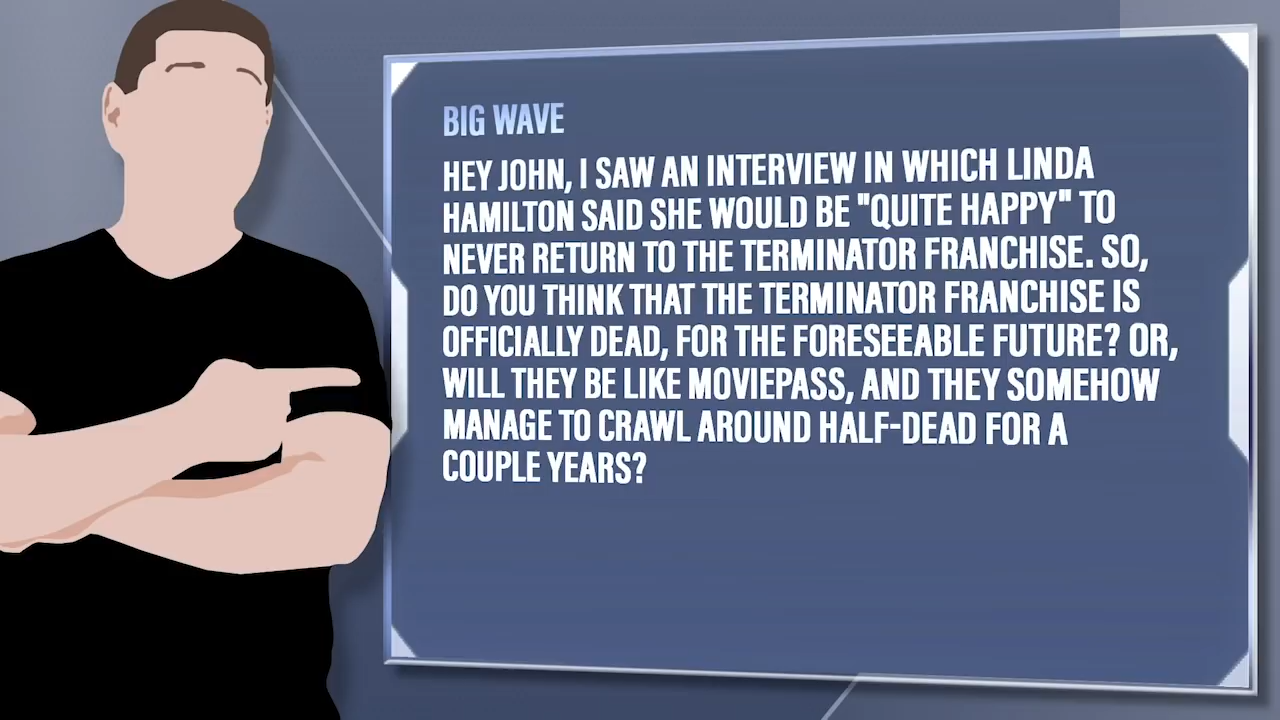 BIG WAVE
HEY JOHN, I SAW AN INTERVIEW IN WHICH LINDA
HAMILTON SAID SHE WOULD BE "QUITE HAPPY" TO
NEVER RETURN TO THE TERMINATOR FRANCHISE. SO,
DO YOU THINK THAT THE TERMINATOR FRANCHISE IS
OFFICIALLY DEAD, FOR THE FORESEEABLE FUTURE? OR,
WILL THEY BE LIKE MOVIEPASS, AND THEY SOMEHOW
MANAGE TO CRAWL AROUND HALF-DEAD FOR A
COUPLE YEARS?